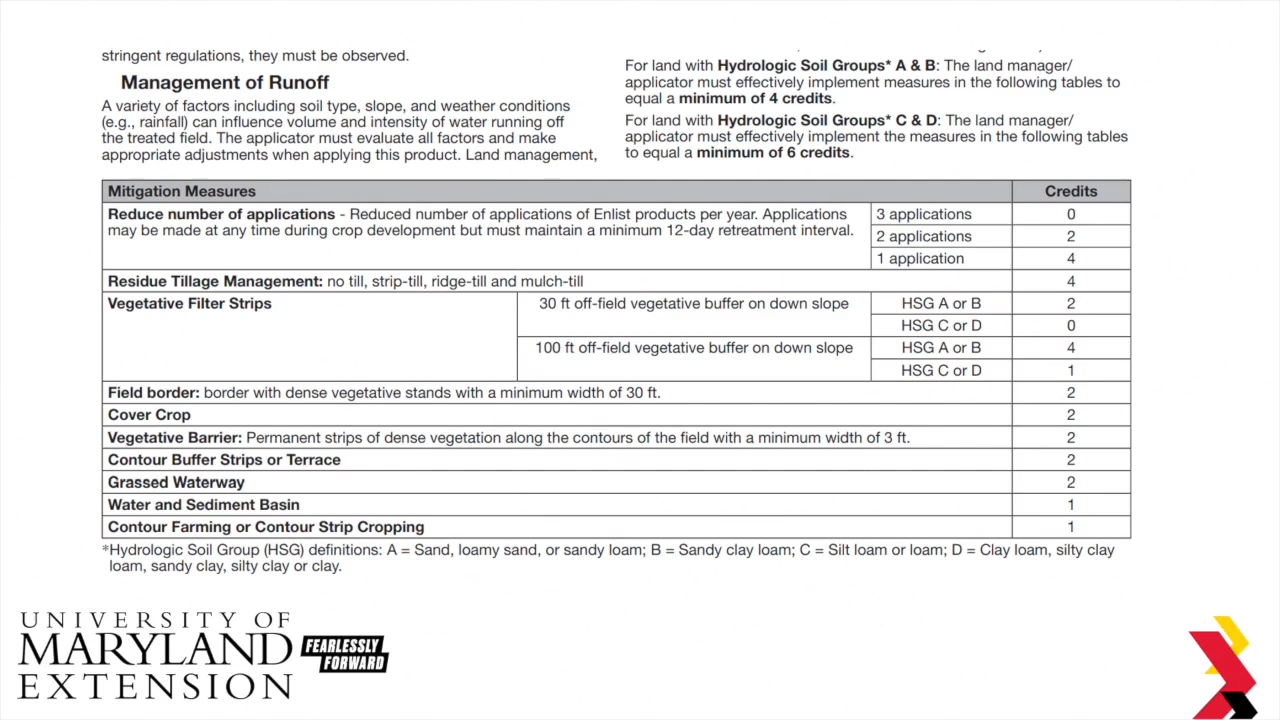 stringent regulations, they must be observed.
Management of Runoff
A variety of factors including soil type, slope, and weather conditions
(e.g., rainfall) can influence volume and intensity of water running off
the treated field. The applicator must evaluate all factors and make
appropriate adjustments when applying this product. Land management,
For land with Hydrologic Soil Groups* A & B: The land manager/
applicator must effectively implement measures in the following tables to
equal a minimum of 4 credits.
For land with Hydrologic Soil Groups* C & D: The land manager/
applicator must effectively implement the measures in the following tables
to equal a minimum of 6 credits.
Mitigation Measures Credits
Reduce number of applications - Reduced number of applications of Enlist products per year. Applications
may be made at any time during crop development but must maintain a minimum 12-day retreatment interval.
3 applications 0
2 applications 2
1 application 4
Residue Tillage Management: no till, strip-till, ridge-till and mulch-till 4
Vegetative Filter Strips 30 ft off-field vegetative buffer on down slope HSG A or B 2
HSG C or D 0
100 ft off-field vegetative buffer on down slope HSG A or B 4
HSG C or D 1
Field border: border with dense vegetative stands with a minimum width of 30 ft. 2
Cover Crop 2
Vegetative Barrier: Permanent strips of dense vegetation along the contours of the field with a minimum width of 3 ft. 2
Contour Buffer Strips or Terrace 2
Grassed Waterway 2
Water and Sediment Basin 1
Contour Farming or Contour Strip Cropping 1
*Hydrologic Soil Group (HSG) definitions: A = Sand, loamy sand, or sandy loam; B = Sandy clay loam; C = Silt loam or loam; D = Clay loam, silty clay
loam, sandy clay, silty clay or clay.
UNIVERSITY OF
MARYLAND
EXTENSION
FEARLESSLY
FORWARD